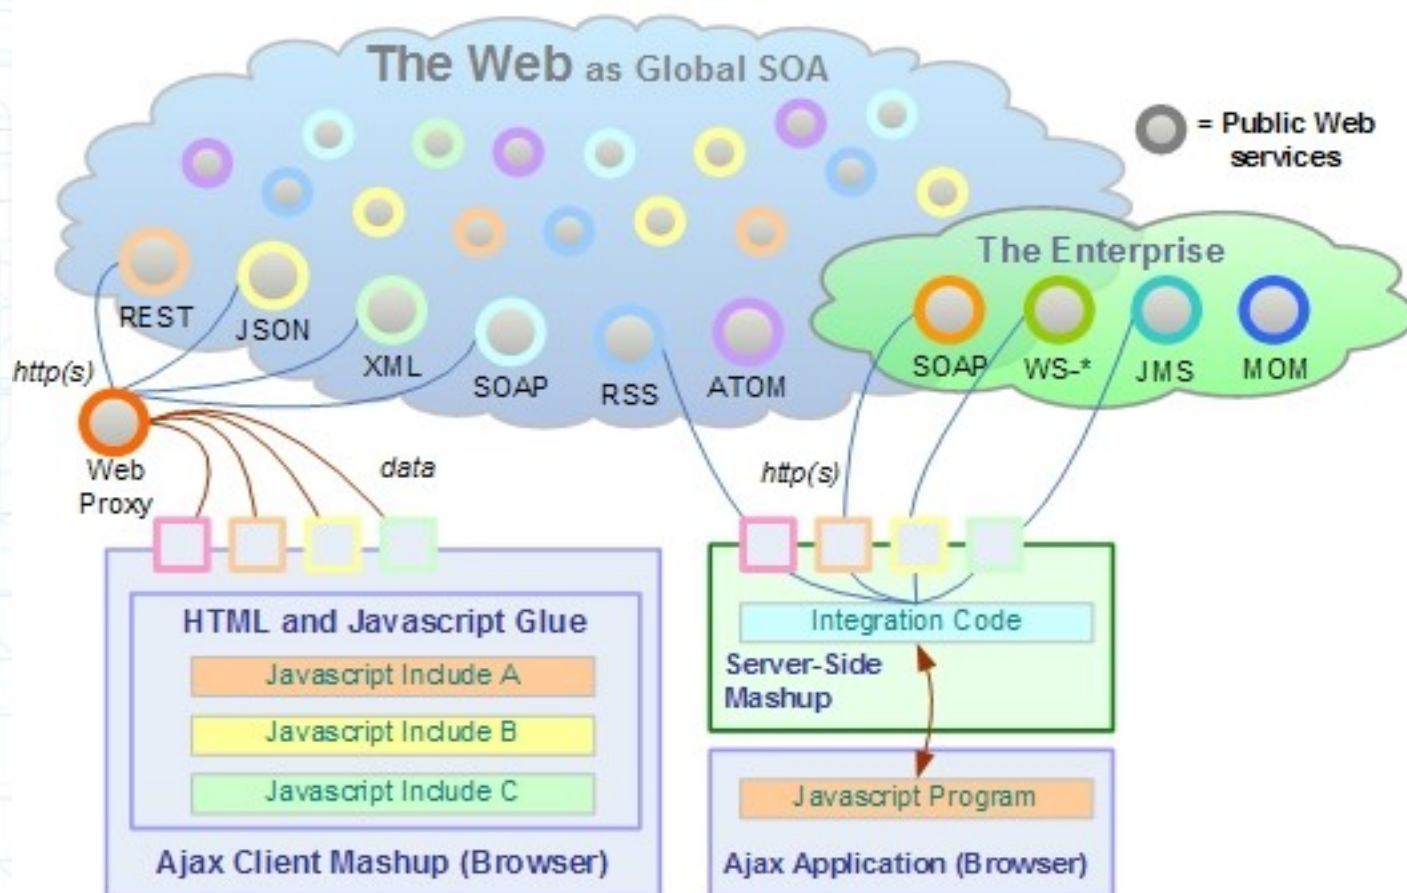 The Web as Global SOA
= Public Web
services
The Enterprise
REST
JSON
XML
SOAP
RSS
ATOM
SOAP
WS-*
JMS
MOM
http(s)
Web
Proxy
data
http(s)
HTML and Javascript Glue
Javascript Include A
Javascript Include B
Javascript Include C
Ajax Client Mashup (Browser)
Integration Code
Server-Side
Mashup
Javascript Program
Ajax Application (Browser)